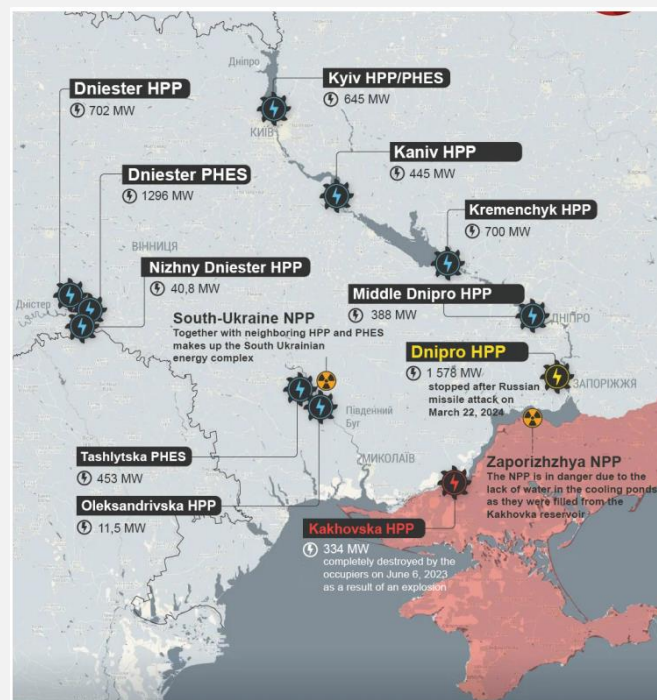 Дніпро
Kyiv HPP/PHES
645 MW
КИЇВ
Dniester HPP
702 MW
Kaniv HPP
445 MW
Dniester PHES
1296 MW
Kremenchyk HPP
700 MW
ВІННИЦЯ
Nizhny Dniester HPP
40,8 MW
Дністер
Middle Dnipro HPP
388 MW
ДНІПРО
South-Ukraine NPP
Together with neighboring HPP and PHES
makes up the South Ukrainian
energy complex
Dnipro HPP
1 578 MW
stopped after Russian
missile attack on
March 22, 2024
ЗАПОРІЖЖЯ
Південний
Буг
МИКОЛАЇВ
Tashlytska PHES
453 MW
Zaporizhzhya NPP
The NPP is in danger due to the
lack of water in the cooling ponds
as they were filled from the
Kakhovka reservoir
Oleksandrivska HPP
11,5 MW
Kakhovska HPP
334 MW
completely destroyed by the
occupiers on June 6, 2023
as a result of an explosion